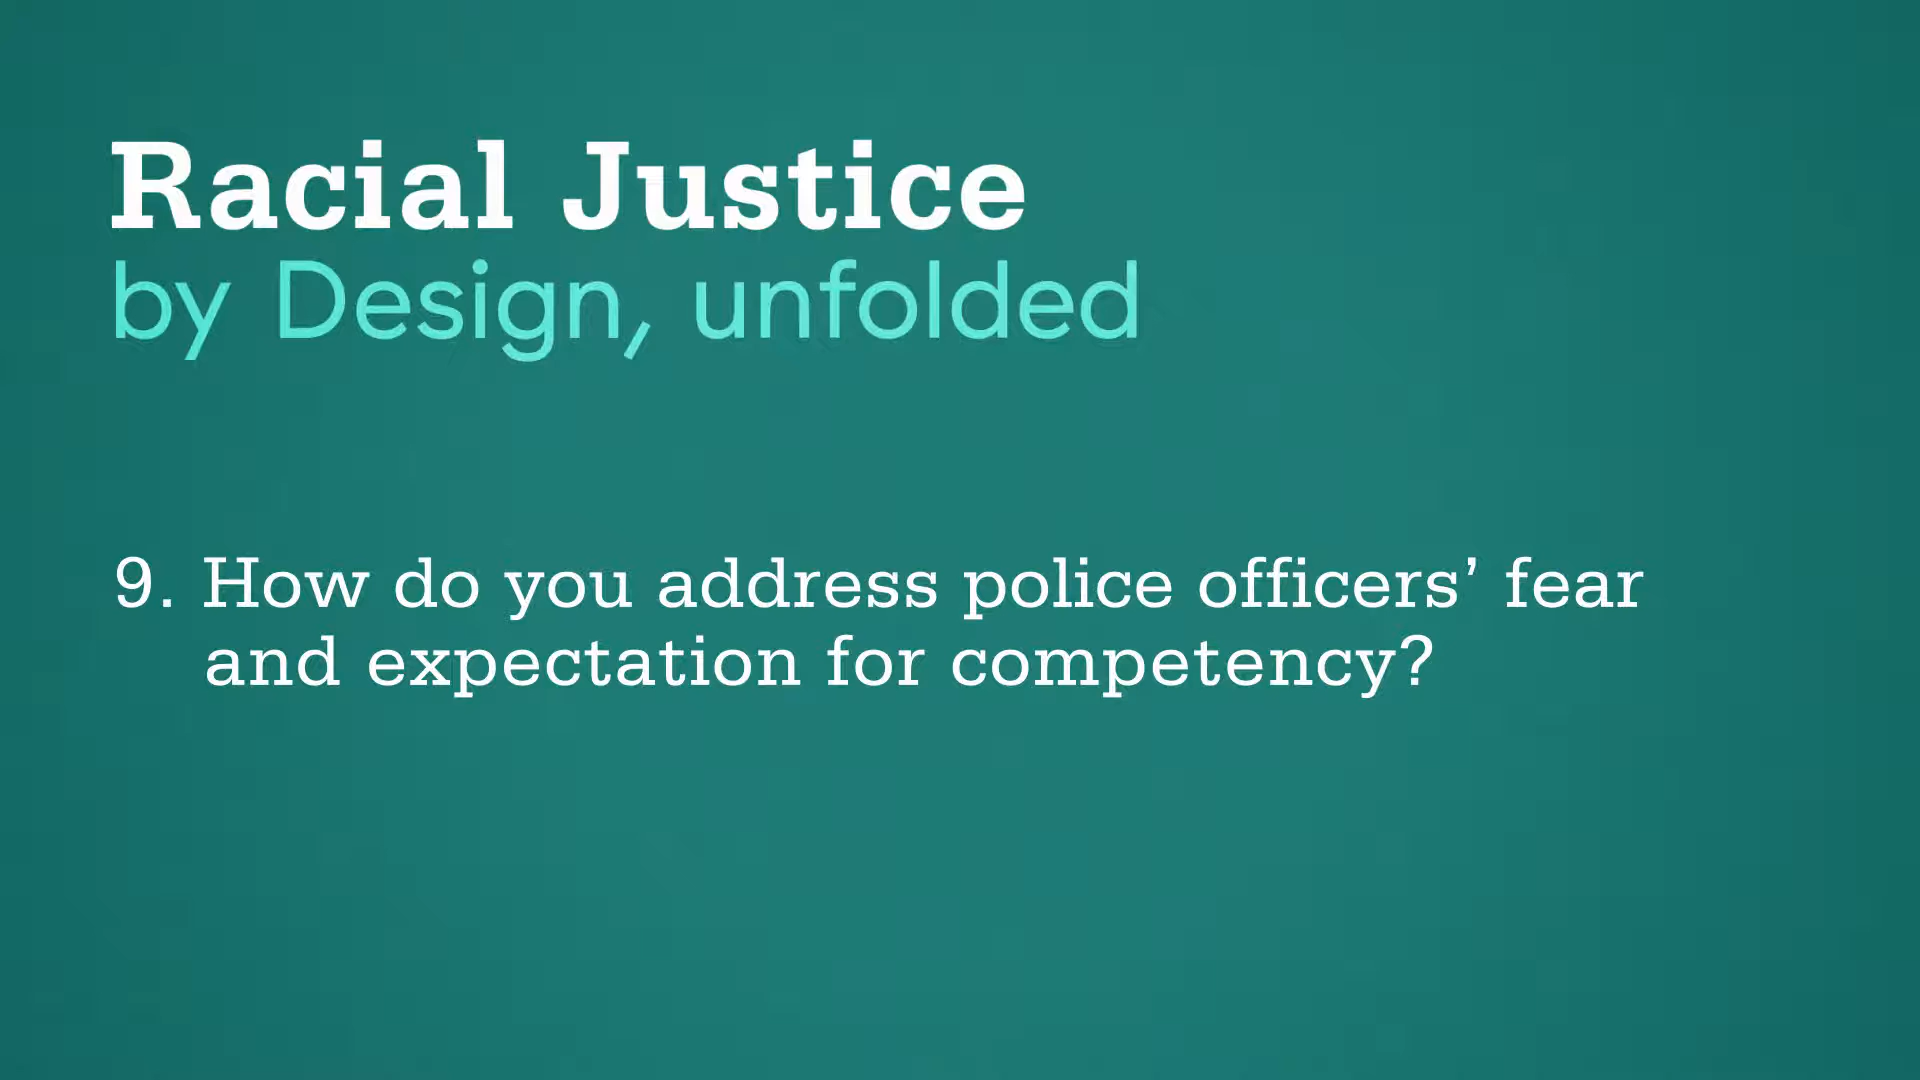 Racial Justice
by Design, unfolded
9. How do you address police officers’ fear
and expectation for competency?